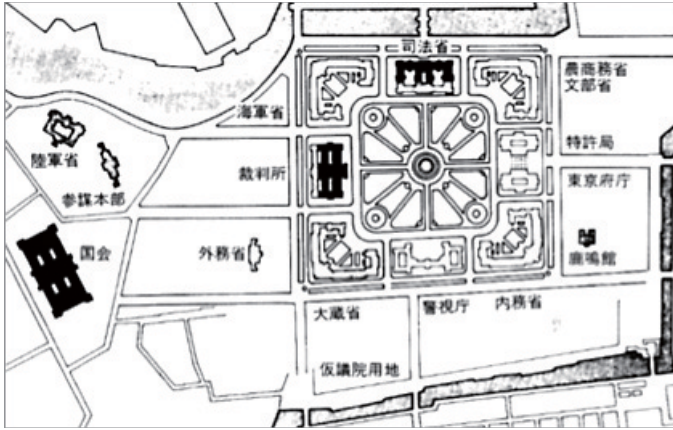 司法省
農商務省
文部省
海軍省
特許局
陸軍省
裁判所
参謀本部
東京府庁
国会
外務省
鹿鳴館
大蔵省
警視庁
内務省
仮議院用地